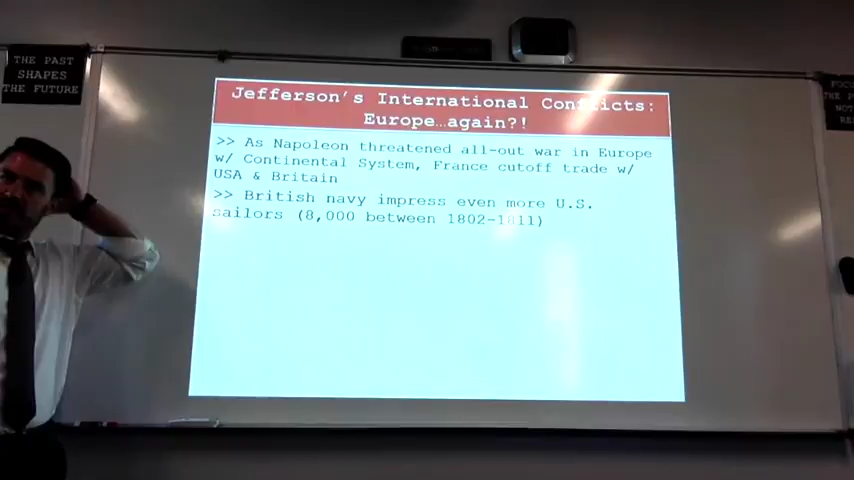 THE PAST
SHAPES
THE FUTURE
Jefferson's International Conflicts:
Europe…again?!
>> As Napoleon threatened all-out war in Europe
w/ Continental System, France cutoff trade w/
USA & Britain
>> British navy impress even more U.S.
sailors (8,000 between 1802-1811)